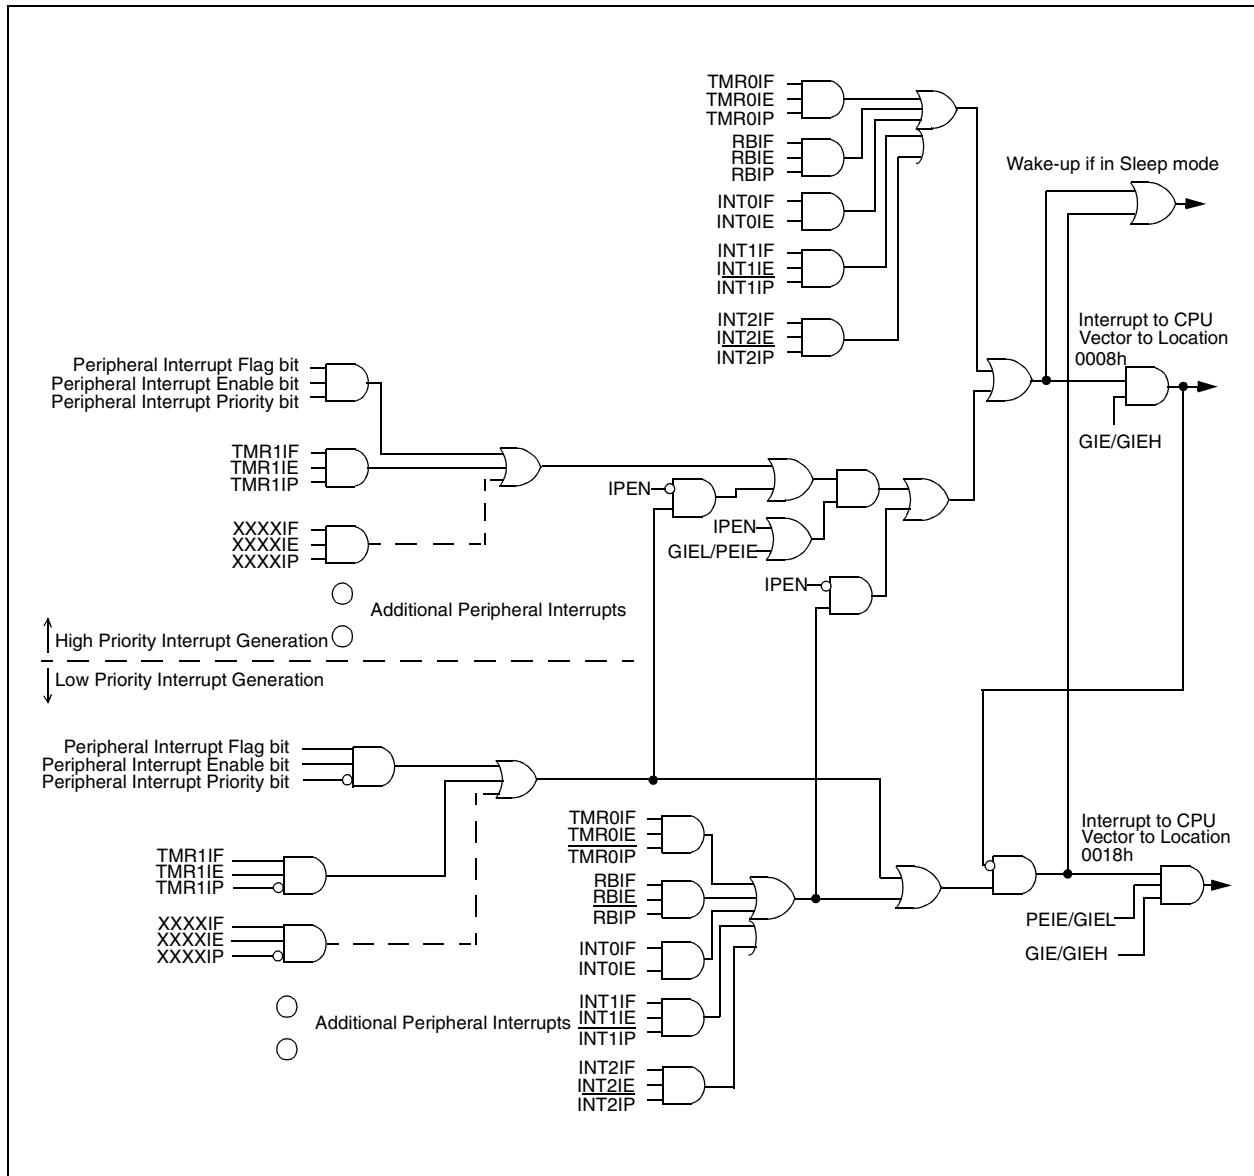 TMR0IF
TMR0IE
TMR0IP
RBIF
RBIE
RBIP
INT0IF
INT0IE
INT1IF
INT1IE
INT1IP
INT2IF
INT2IE
INT2IP
Wake-up if in Sleep mode
Interrupt to CPU
Vector to Location
0008h
GIE/GIEH
Peripheral Interrupt Flag bit
Peripheral Interrupt Enable bit
Peripheral Interrupt Priority bit
TMR1IF
TMR1IE
TMR1IP
XXXXIF
XXXXIE
XXXXIP
IPEN
IPEN
GIEL/PEIE
IPEN
Additional Peripheral Interrupts
High Priority Interrupt Generation
Low Priority Interrupt Generation
Peripheral Interrupt Flag bit
Peripheral Interrupt Enable bit
Peripheral Interrupt Priority bit
TMR1IF
TMR1IE
TMR1IP
XXXXIF
XXXXIE
XXXXIP
Additional Peripheral Interrupts
TMR0IF
TMR0IE
TMR0IP
RBIF
RBIE
RBIP
INT0IF
INT0IE
INT1IF
INT1IE
INT1IP
INT2IF
INT2IE
INT2IP
Interrupt to CPU
Vector to Location
0018h
PEIE/GIEL
GIE/GIEH